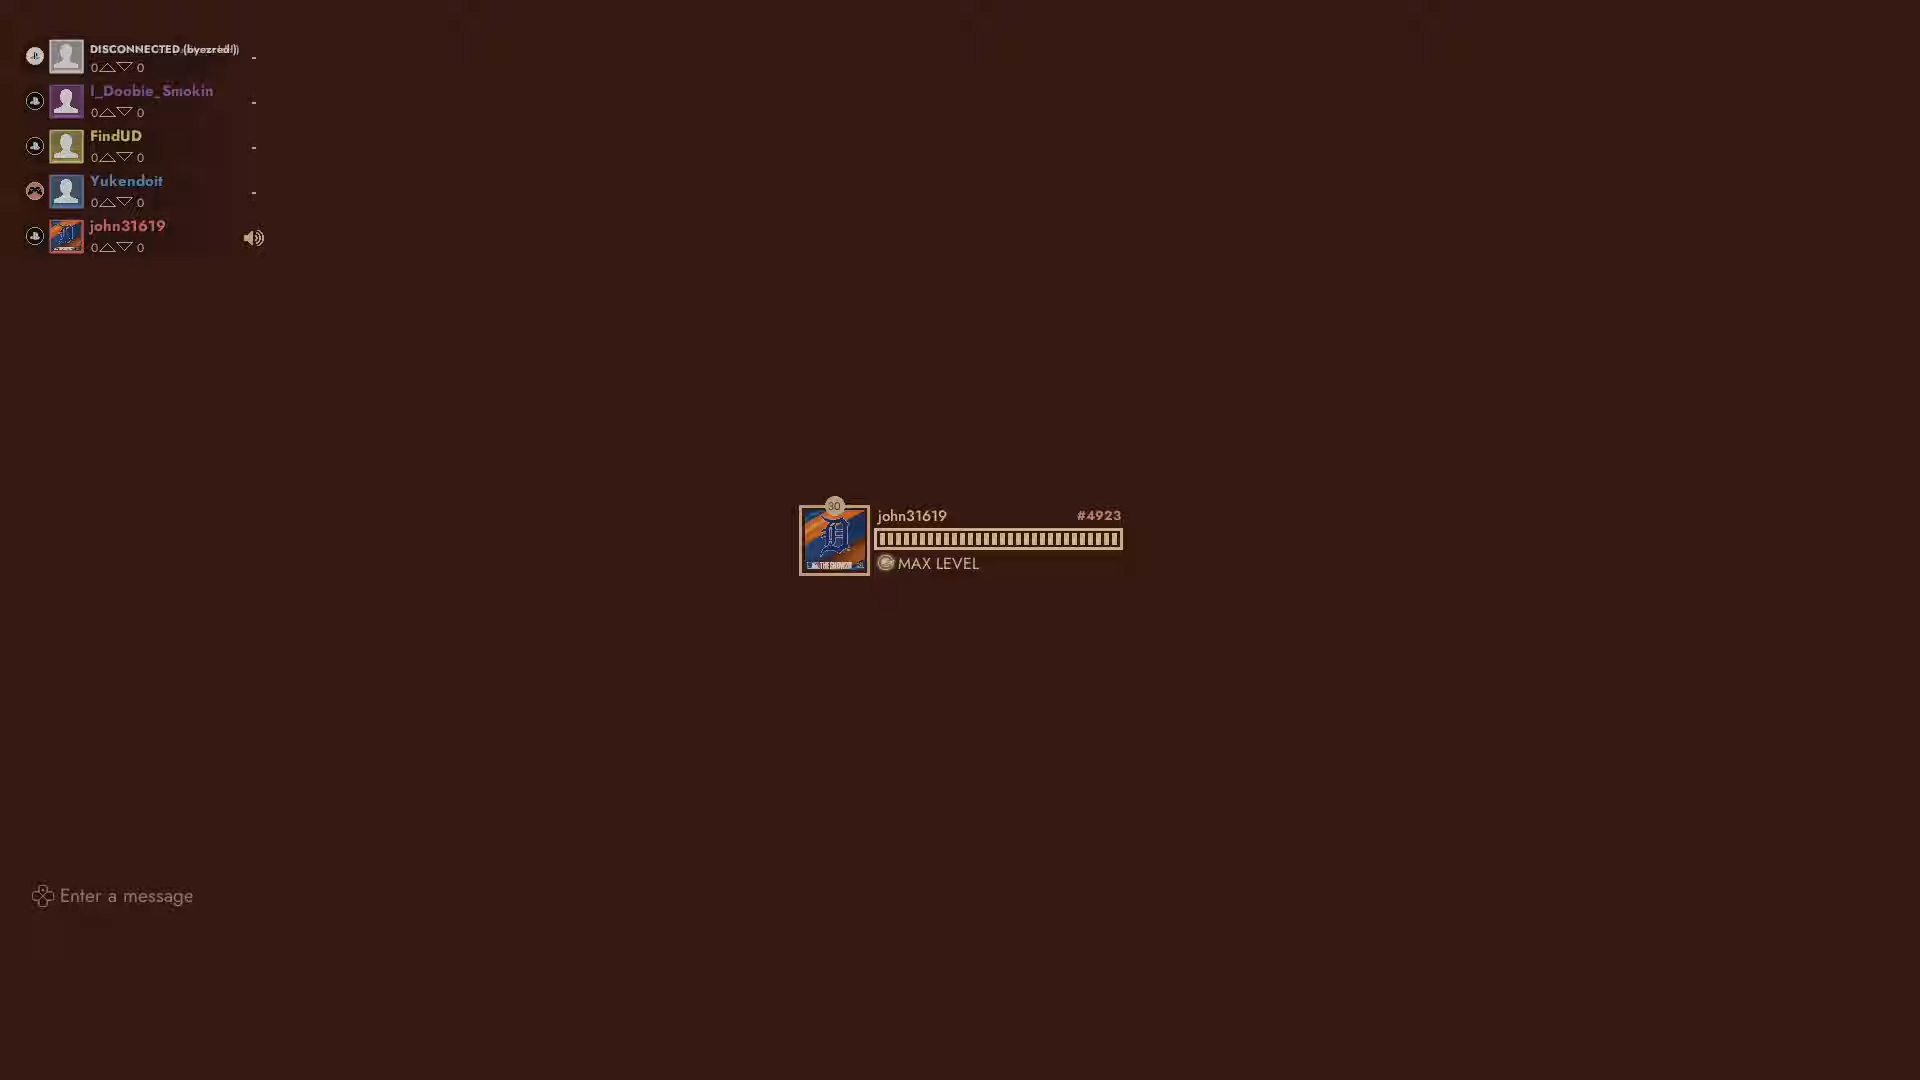 DISCONNECTED
0 0
-
I_Doobie_Smokin
0 0
-
FindUD
0 0
-
Yukendoit
0 0
-
john31619
0 0
30
john31619 #4923
MAX LEVEL
Enter a message